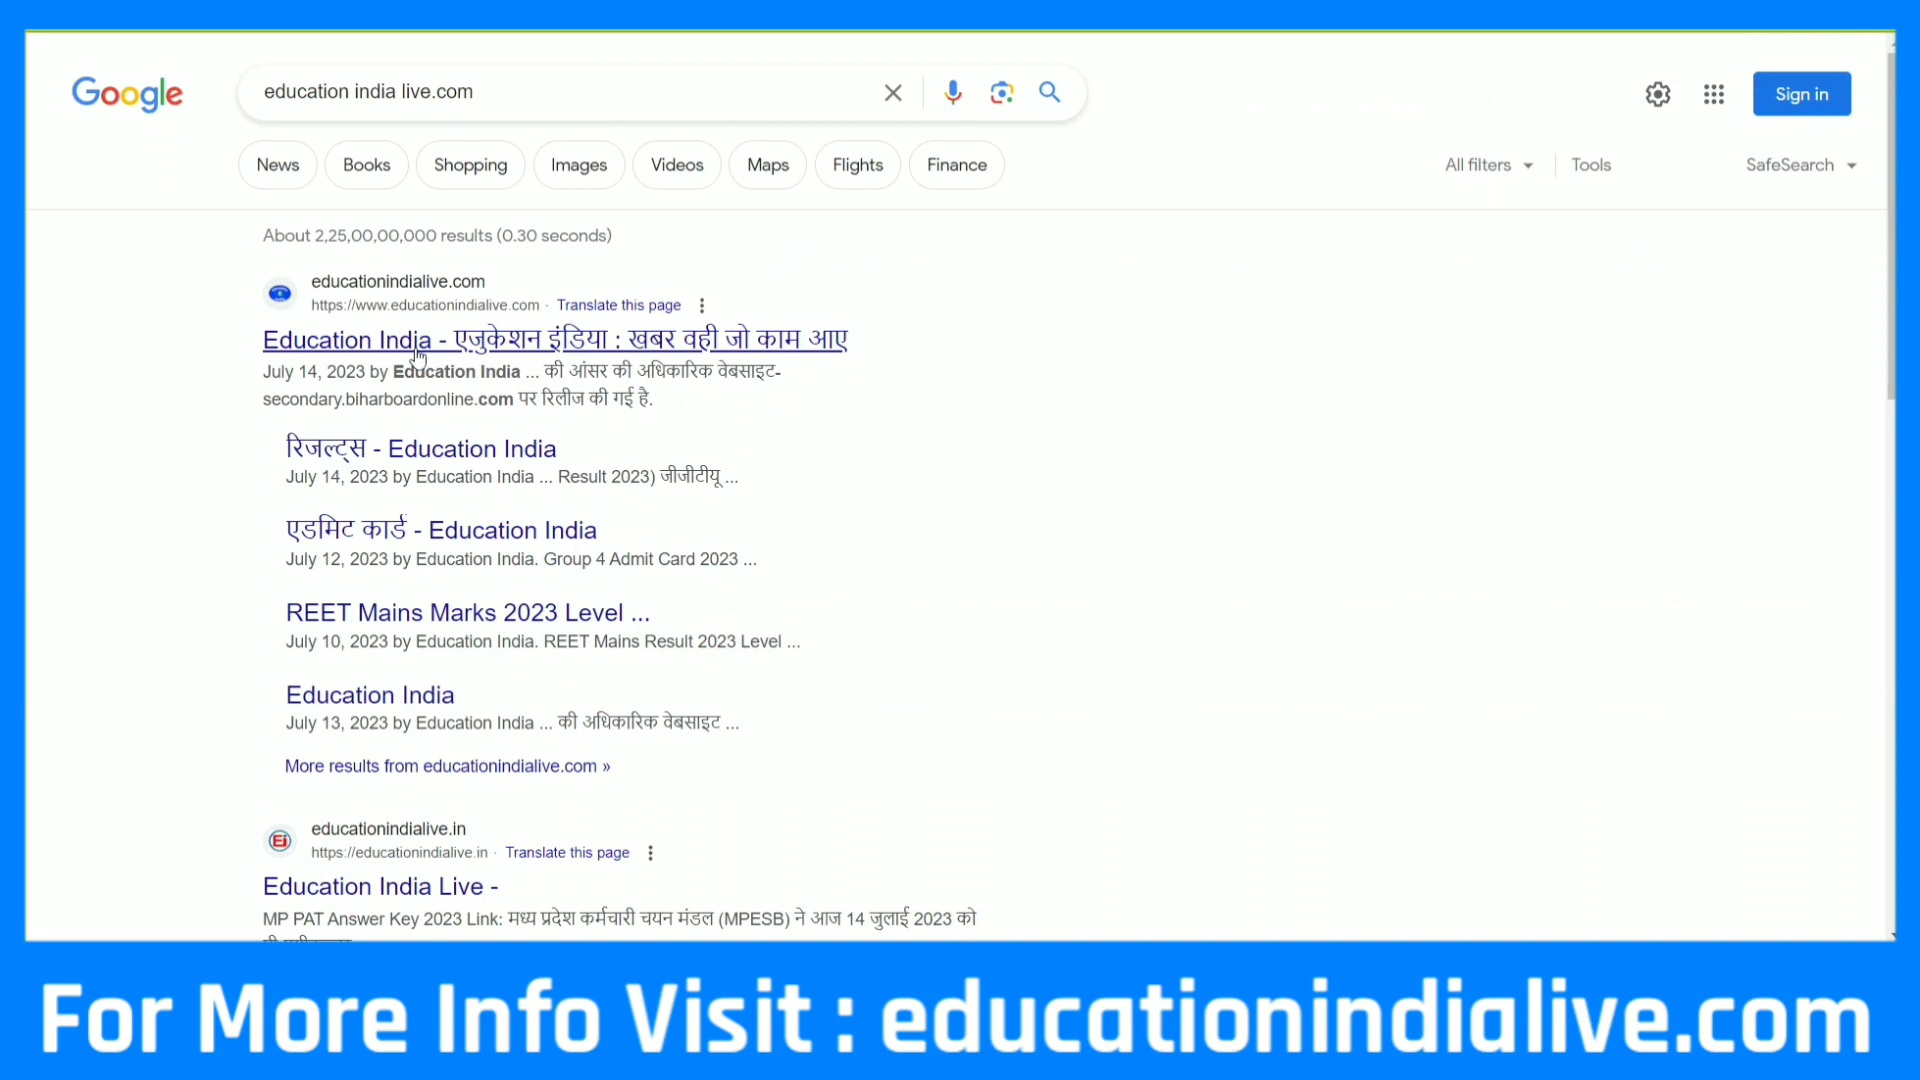 Google
education india live.com
Sign in
News
Books
Shopping
Images
Videos
Maps
Flights
Finance
All filters
Tools
SafeSearch
About 2,25,00,00,000 results (0.30 seconds)
educationindialive.com
https://www.educationindialive.com · Translate this page
Education India - एजुकेशन इंडिया : खबर वही जो काम आए
July 14, 2023 by Education India ... की आंसर की अधिकारिक वेबसाइट-
secondary.biharboardonline.com पर रिलीज की गई है.
रिजल्ट्स - Education India
July 14, 2023 by Education India ... Result 2023) जीजीटीयू ...
एडमिट कार्ड - Education India
July 12, 2023 by Education India. Group 4 Admit Card 2023 ...
REET Mains Marks 2023 Level ...
July 10, 2023 by Education India. REET Mains Result 2023 Level ...
Education India
July 13, 2023 by Education India ... की अधिकारिक वेबसाइट ...
More results from educationindialive.com »
Ei
educationindialive.in
https://educationindialive.in · Translate this page
Education India Live -
MP PAT Answer Key 2023 Link: मध्य प्रदेश कर्मचारी चयन मंडल (MPESB) ने आज 14 जुलाई 2023 को
For More Info Visit : educationindialive.com